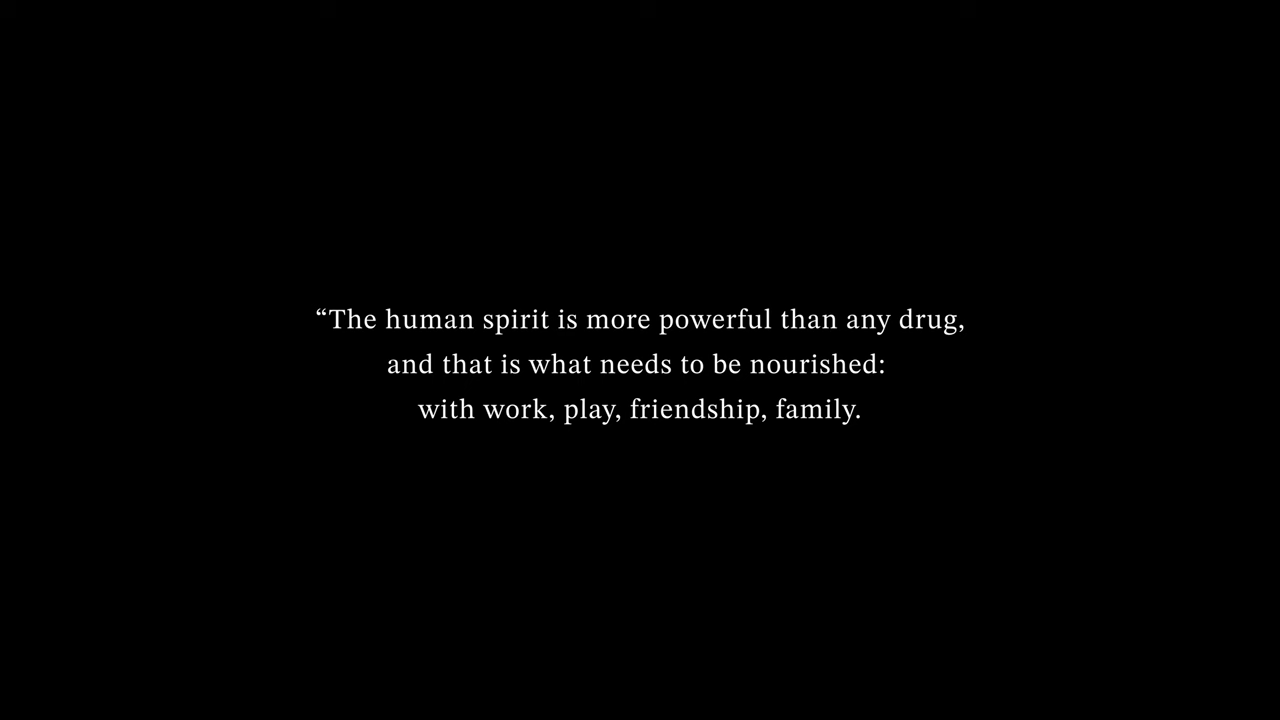 “The human spirit is more powerful than any drug,
and that is what needs to be nourished:
with work, play, friendship, family.